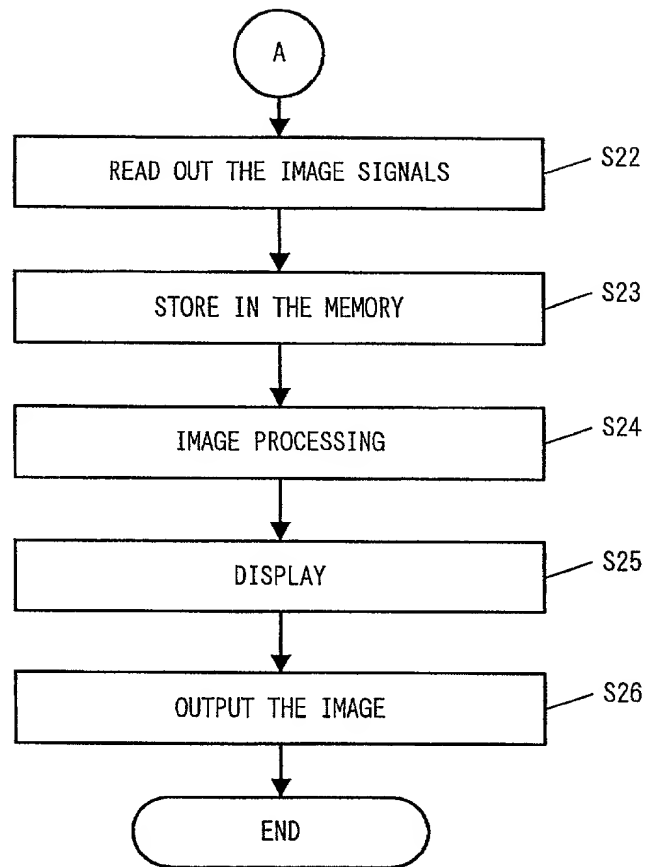 A
READ OUT THE IMAGE SIGNALS
S22
STORE IN THE MEMORY
S23
IMAGE PROCESSING
S24
DISPLAY
S25
OUTPUT THE IMAGE
S26
END